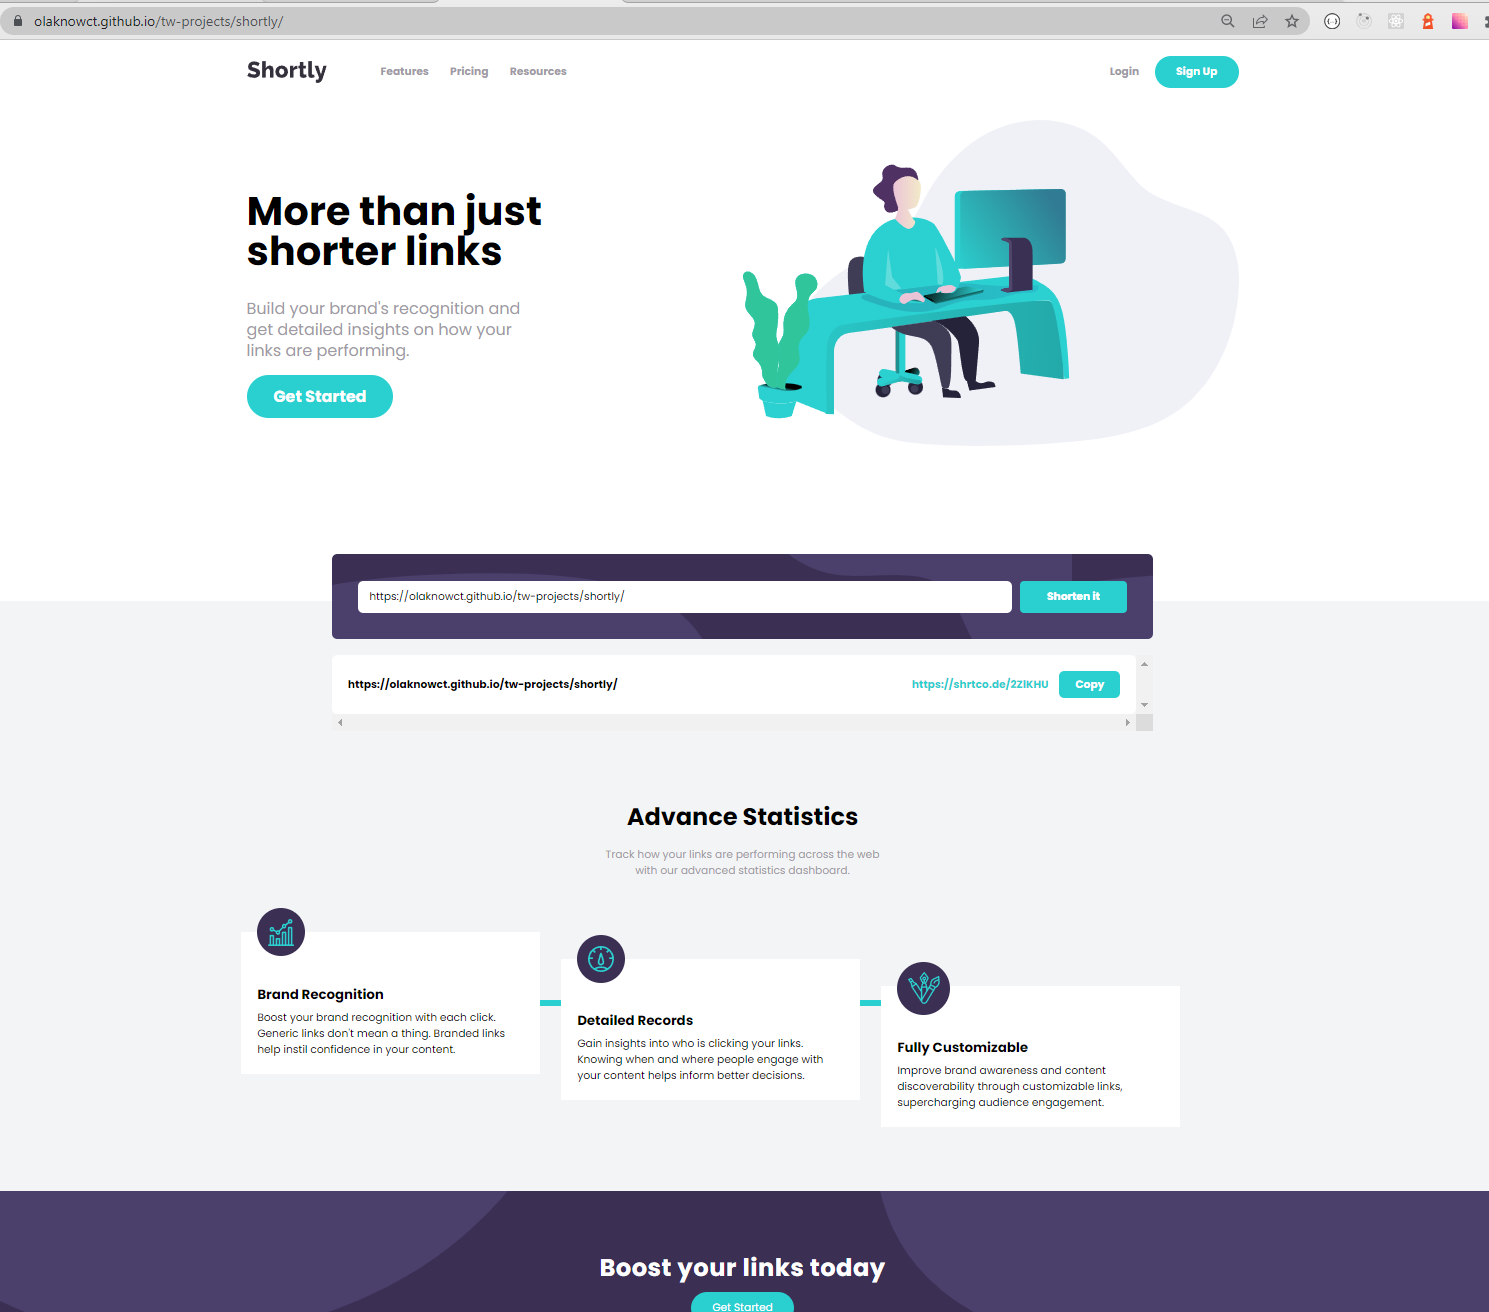 olaknowct.github.io/tw-projects/shortly/
Shortly
Features
Pricing
Resources
Login
Sign Up
More than just
shorter links
Build your brand's recognition and
get detailed insights on how your
links are performing.
Get Started
https://olaknowct.github.io/tw-projects/shortly/
Shorten it
https://olaknowct.github.io/tw-projects/shortly/
https://shrtco.de/2ZlKHU
Copy
Advance Statistics
Track how your links are performing across the web
with our advanced statistics dashboard.
Brand Recognition
Boost your brand recognition with each click.
Generic links don't mean a thing. Branded links
help instil confidence in your content.
Detailed Records
Gain insights into who is clicking your links.
Knowing when and where people engage with
your content helps inform better decisions.
Fully Customizable
Improve brand awareness and content
discoverability through customizable links,
supercharging audience engagement.
Boost your links today
Get Started